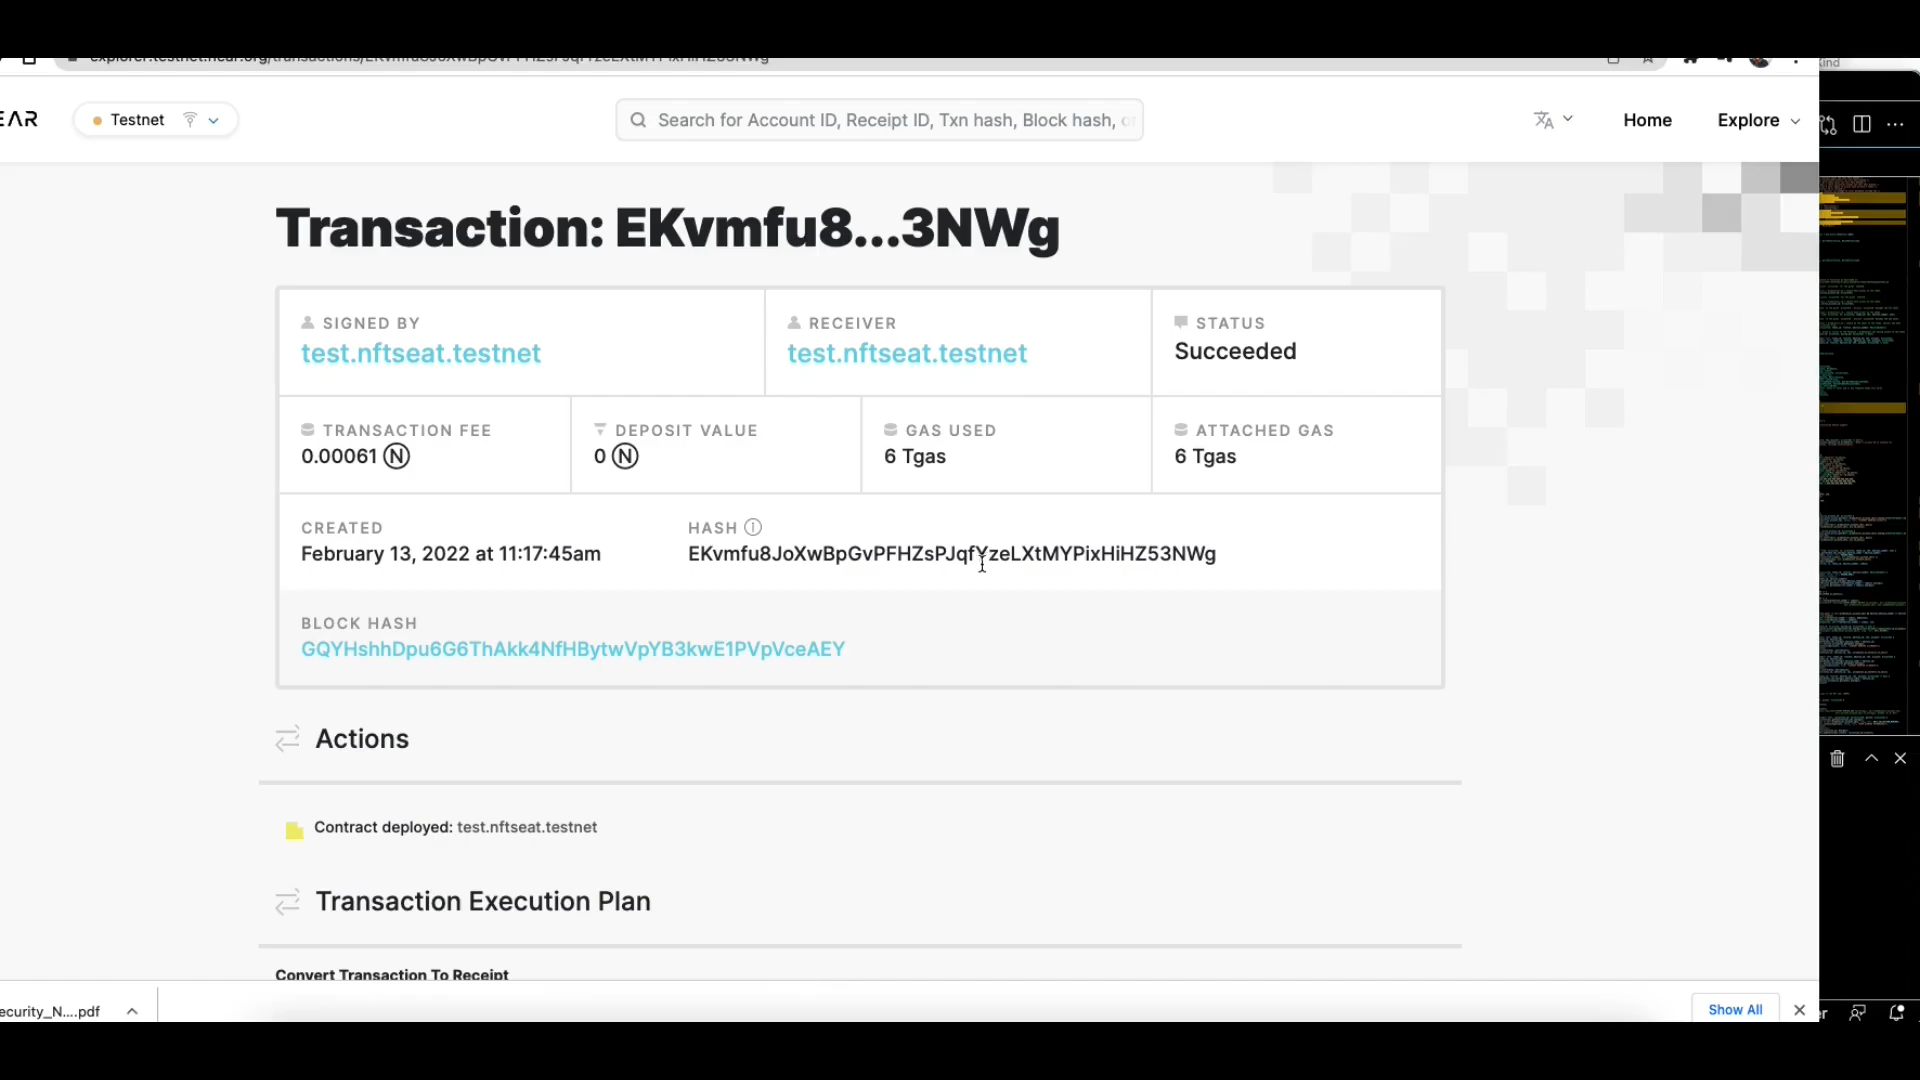 Kind
EAR
Testnet
Search for Account ID, Receipt ID, Txn hash, Block hash, o
Home
Explore
Transaction: EKvmfu8...3NWg
SIGNED BY
test.nftseat.testnet
RECEIVER
test.nftseat.testnet
STATUS
Succeeded
TRANSACTION FEE
0.00061 Ⓝ
DEPOSIT VALUE
0 Ⓝ
GAS USED
6 Tgas
ATTACHED GAS
6 Tgas
CREATED
February 13, 2022 at 11:17:45am
HASH
EKvmfu8JoXwBpGvPFHZsPJqfYzeLXtMYPixHiHZ53NWg
BLOCK HASH
GQYHshhDpu6G6ThAkk4NfHBytwVpYB3kwE1PVpVceAEY
Actions
Contract deployed: test.nftseat.testnet
Transaction Execution Plan
Convert Transaction To Receipt
ecurity_N....pdf
Show All
er